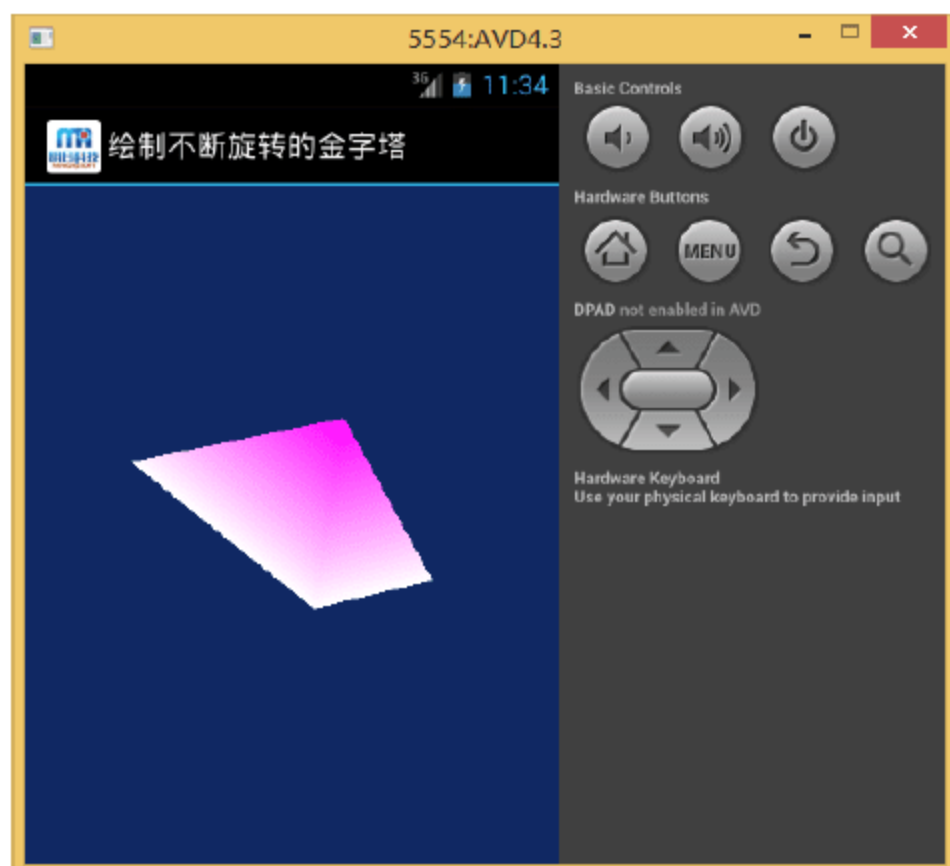 5554:AVD4.3
3G 11:34
绘制不断旋转的金字塔
Basic Controls
Hardware Buttons
MENU
DPAD not enabled in AVD
Hardware Keyboard
Use your physical keyboard to provide input